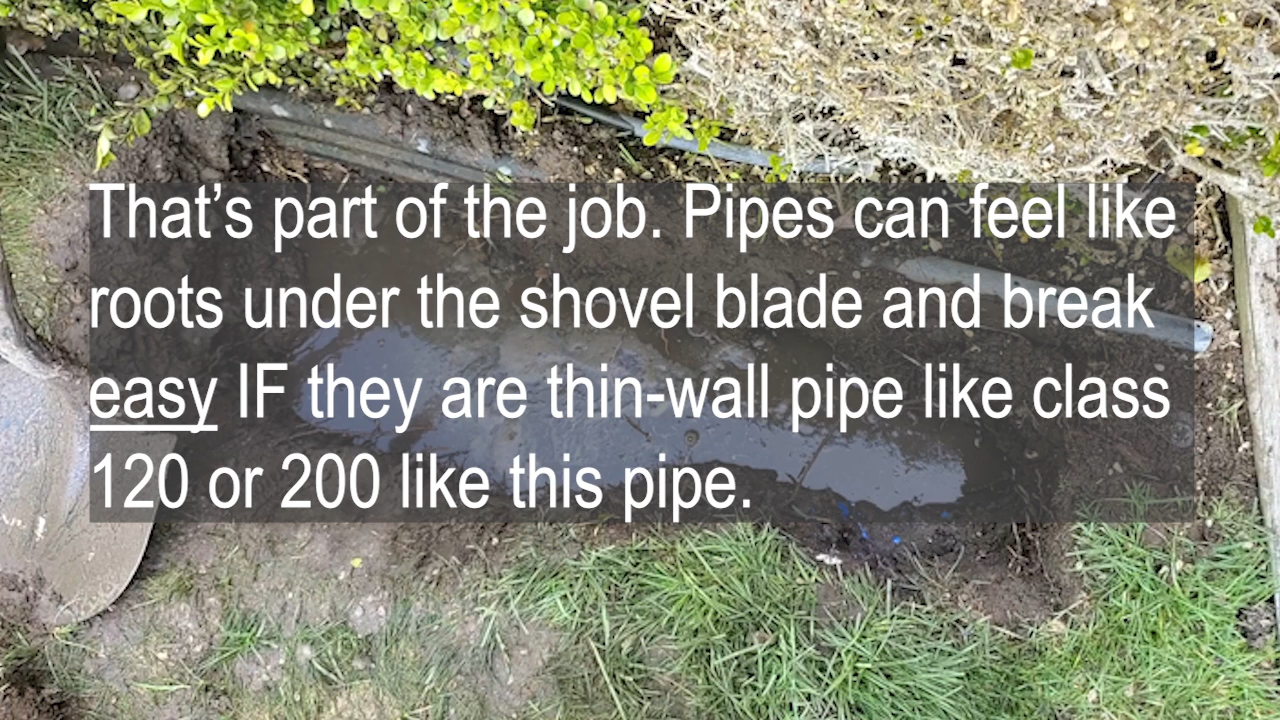 That’s part of the job. Pipes can feel like
roots under the shovel blade and break
easy IF they are thin-wall pipe like class
120 or 200 like this pipe.